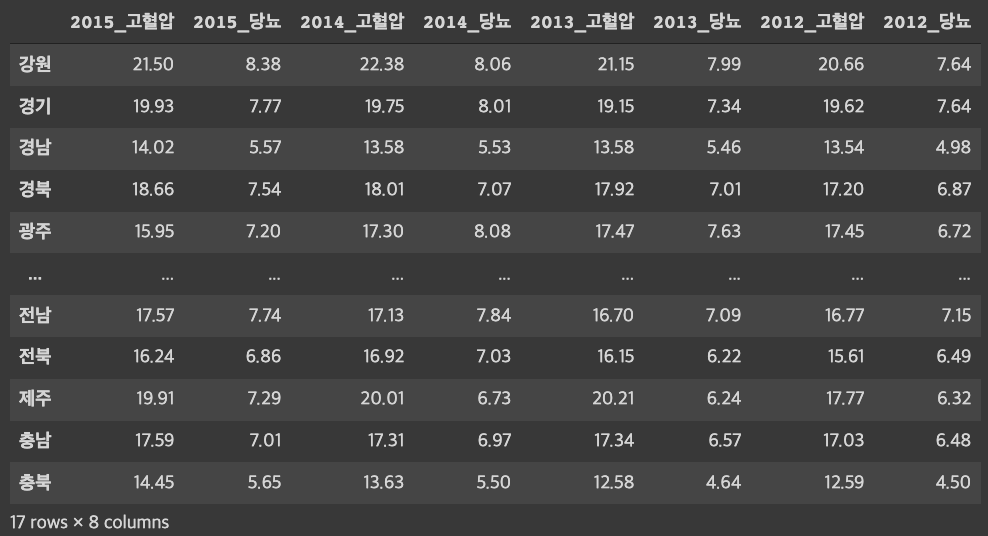 2015_고혈압 2015_당뇨 2014_고혈압 2014_당뇨 2013_고혈압 2013_당뇨 2012_고혈압 2012_당뇨
강원 21.50 8.38 22.38 8.06 21.15 7.99 20.66 7.64
경기 19.93 7.77 19.75 8.01 19.15 7.34 19.62 7.64
경남 14.02 5.57 13.58 5.53 13.58 5.46 13.54 4.98
경북 18.66 7.54 18.01 7.07 17.92 7.01 17.20 6.87
광주 15.95 7.20 17.30 8.08 17.47 7.63 17.45 6.72
... ... ... ... ... ... ... ... ...
전남 17.57 7.74 17.13 7.84 16.70 7.09 16.77 7.15
전북 16.24 6.86 16.92 7.03 16.15 6.22 15.61 6.49
제주 19.91 7.29 20.01 6.73 20.21 6.24 17.77 6.32
충남 17.59 7.01 17.31 6.97 17.34 6.57 17.03 6.48
충북 14.45 5.65 13.63 5.50 12.58 4.64 12.59 4.50
17 rows × 8 columns